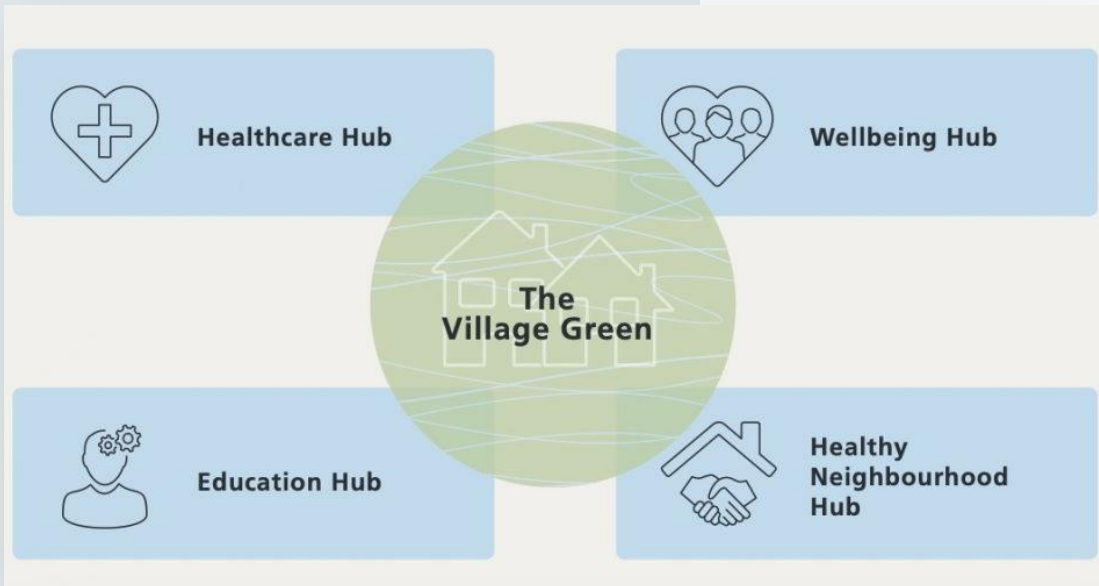 Healthcare Hub
Wellbeing Hub
The
Village Green
Education Hub
Healthy
Neighbourhood
Hub